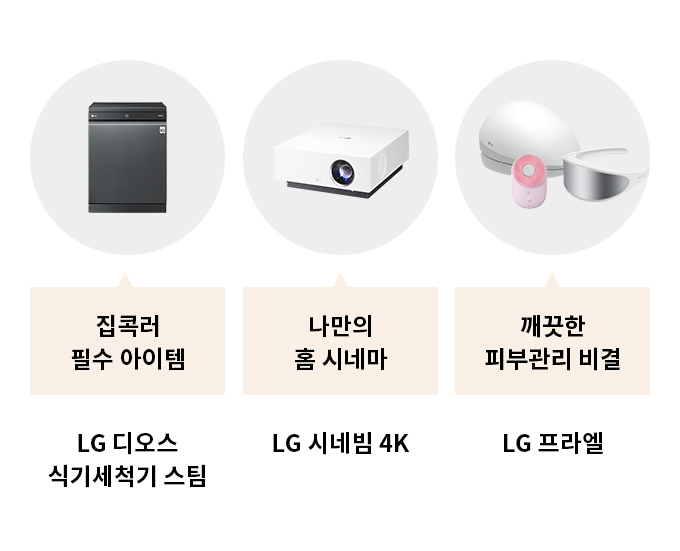 집콕러
필수 아이템
나만의
홈 시네마
깨끗한
피부관리 비결
LG 디오스
식기세척기 스팀
LG 시네빔 4K
LG 프라엘